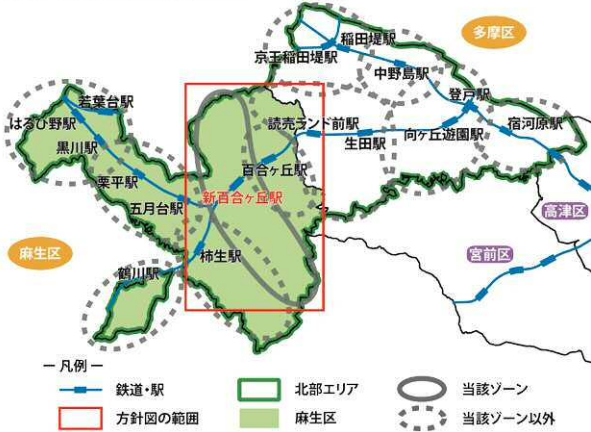 多摩区
稲田堤駅
京王稲田堤駅
中野島駅
登戸駅
若葉台駅
はるひ野駅
黒川駅
読売ランド前駅
宿河原駅
向ヶ丘遊園駅
生田駅
百合ヶ丘駅
栗平駅
新百合ヶ丘駅
五月台駅
高津区
麻生区
柿生駅
宮前区
鶴川駅
― 凡例 ―
鉄道・駅
北部エリア
当該ゾーン
方針図の範囲
麻生区
当該ゾーン以外